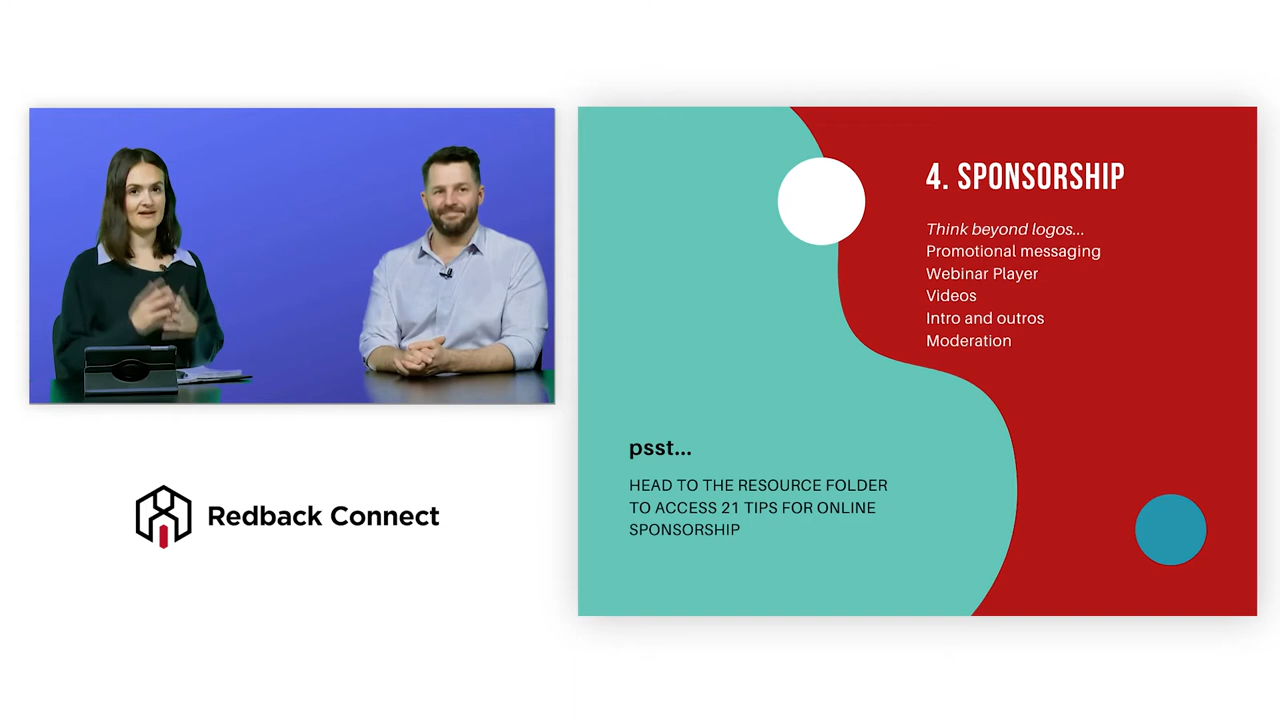 Redback Connect
4. SPONSORSHIP
Think beyond logos...
Promotional messaging
Webinar Player
Videos
Intro and outros
Moderation
psst...
HEAD TO THE RESOURCE FOLDER
TO ACCESS 21 TIPS FOR ONLINE
SPONSORSHIP